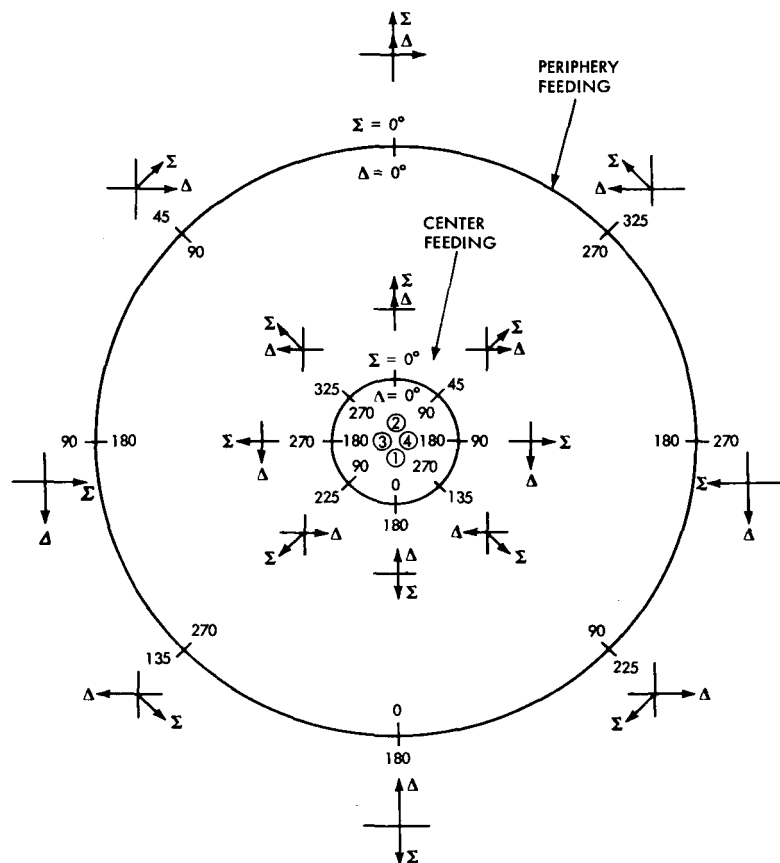 Σ
Δ
PERIPHERY
FEEDING
Σ = 0°
Δ = 0°
Σ
Δ
Σ
Δ
45
90
325
270
CENTER
FEEDING
Σ
Δ
Σ
Δ
Σ
Δ
Σ = 0°
Δ = 0°
325
270
45
90
②
③ ④
①
90 180
Σ
Δ
270 180
180 90
Σ
Δ
180 270
Σ
Δ
Σ
Δ
90
225
0
180
270
135
Δ
Σ
Δ
Σ
Δ
Σ
270
135
90
225
Δ
Σ
Δ
Σ
0
180
Δ
Σ